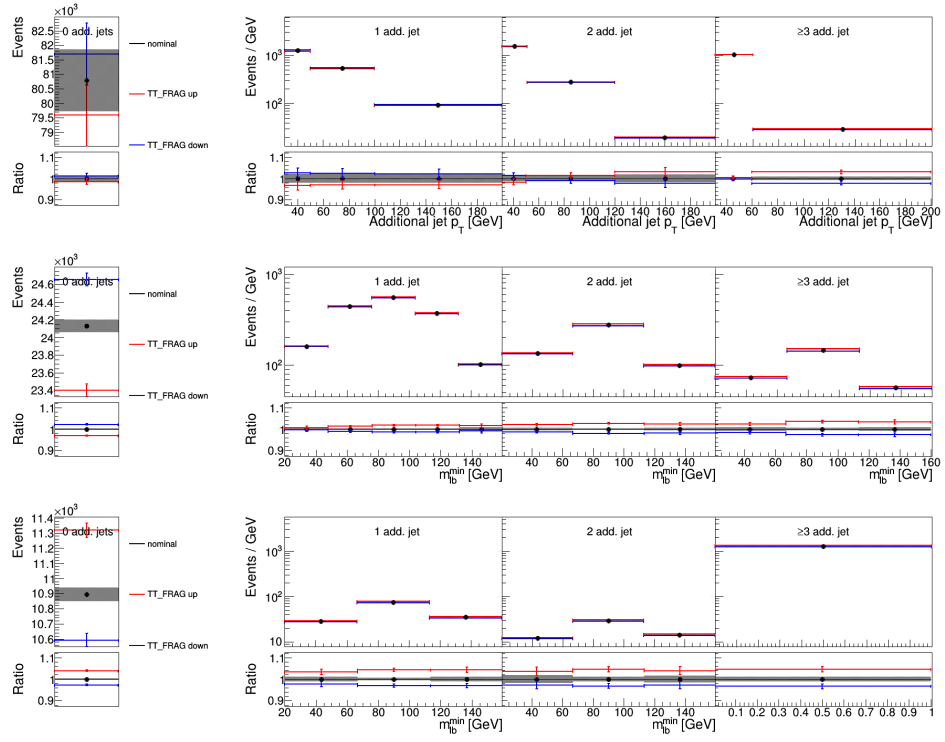 ×10³
Events
82.5
82
81.5
81
80.5
80
79.5
79
0 add. jets
nominal
TT_FRAG up
TT_FRAG down
Ratio
1.1
1
0.9
Events / GeV
10³
10²
1 add. jet
2 add. jet
≥3 add. jet
Ratio
1.1
1
0.9
40 60 80 100 120 140 160 180
Additional jet p_T [GeV]
40 60 80 100 120 140 160 180
Additional jet p_T [GeV]
40 60 80 100 120 140 160 180 200
Additional jet p_T [GeV]
×10³
Events
24.6
24.4
24.2
24
23.8
23.6
23.4
0 add. jets
nominal
TT_FRAG up
TT_FRAG down
Ratio
1.1
1
0.9
Events / GeV
10³
10²
1 add. jet
2 add. jet
≥3 add. jet
Ratio
1.1
1
0.9
20 40 60 80 100 120 140
m_lb^min [GeV]
40 60 80 100 120 140
m_lb^min [GeV]
40 60 80 100 120 140 160
m_lb^min [GeV]
×10³
Events
11.4
11.3
11.2
11.1
11
10.9
10.8
10.7
10.6
0 add. jets
nominal
TT_FRAG up
TT_FRAG down
Ratio
1.1
1
0.9
Events / GeV
10³
10²
10
1 add. jet
2 add. jet
≥3 add. jet
Ratio
1.1
1
0.9
20 40 60 80 100 120 140
m_lb^min [GeV]
40 60 80 100 120 140
m_lb^min [GeV]
0.1 0.2 0.3 0.4 0.5 0.6 0.7 0.8 0.9 1